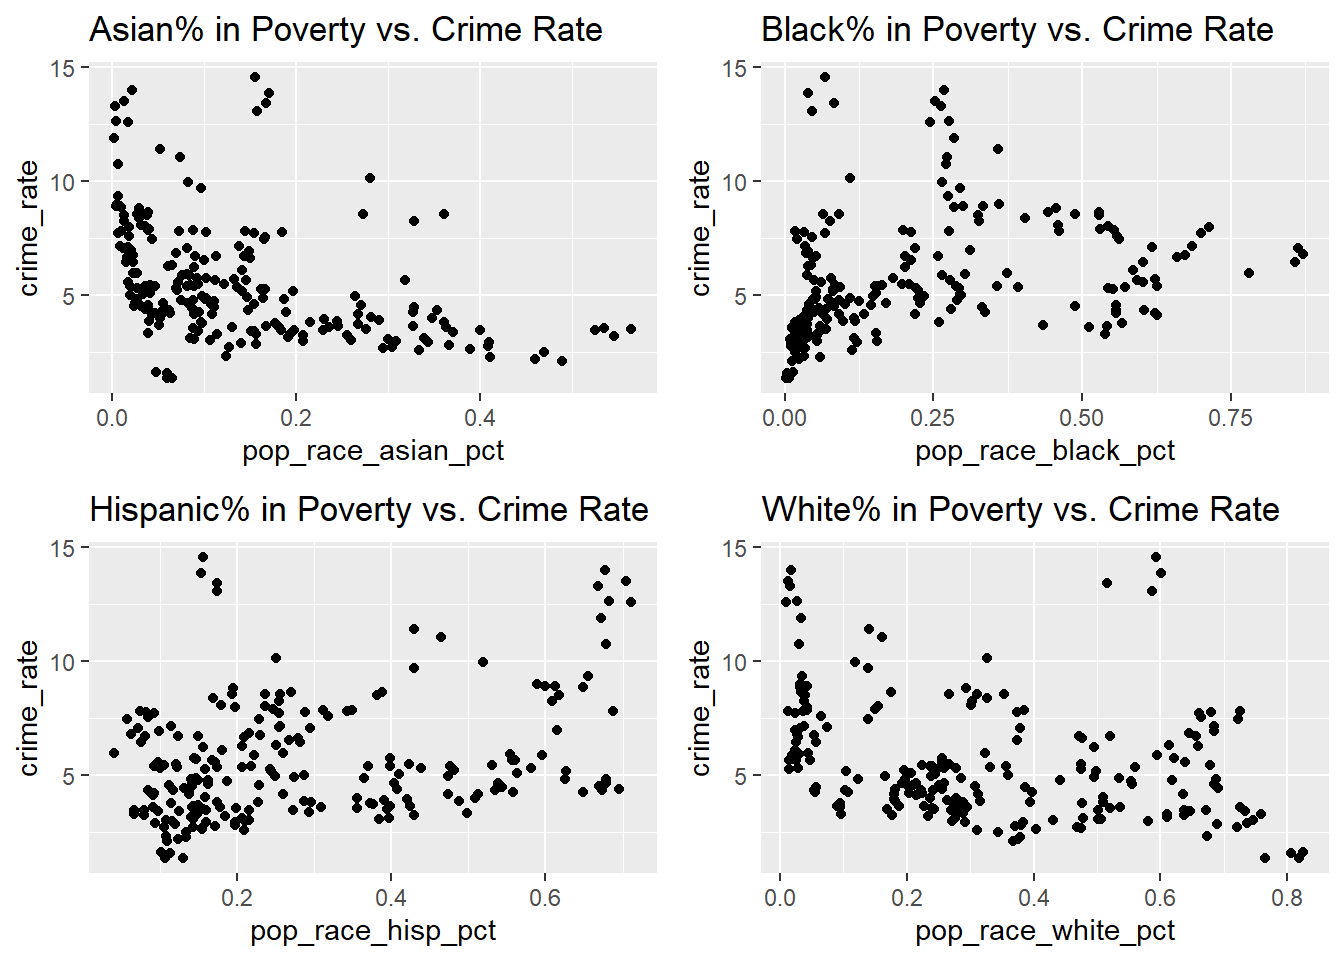 Asian% in Poverty vs. Crime Rate
15
10
5
crime_rate
0.0 0.2 0.4
pop_race_asian_pct
Black% in Poverty vs. Crime Rate
15
10
5
crime_rate
0.00 0.25 0.50 0.75
pop_race_black_pct
Hispanic% in Poverty vs. Crime Rate
15
10
5
crime_rate
0.2 0.4 0.6
pop_race_hisp_pct
White% in Poverty vs. Crime Rate
15
10
5
crime_rate
0.0 0.2 0.4 0.6 0.8
pop_race_white_pct